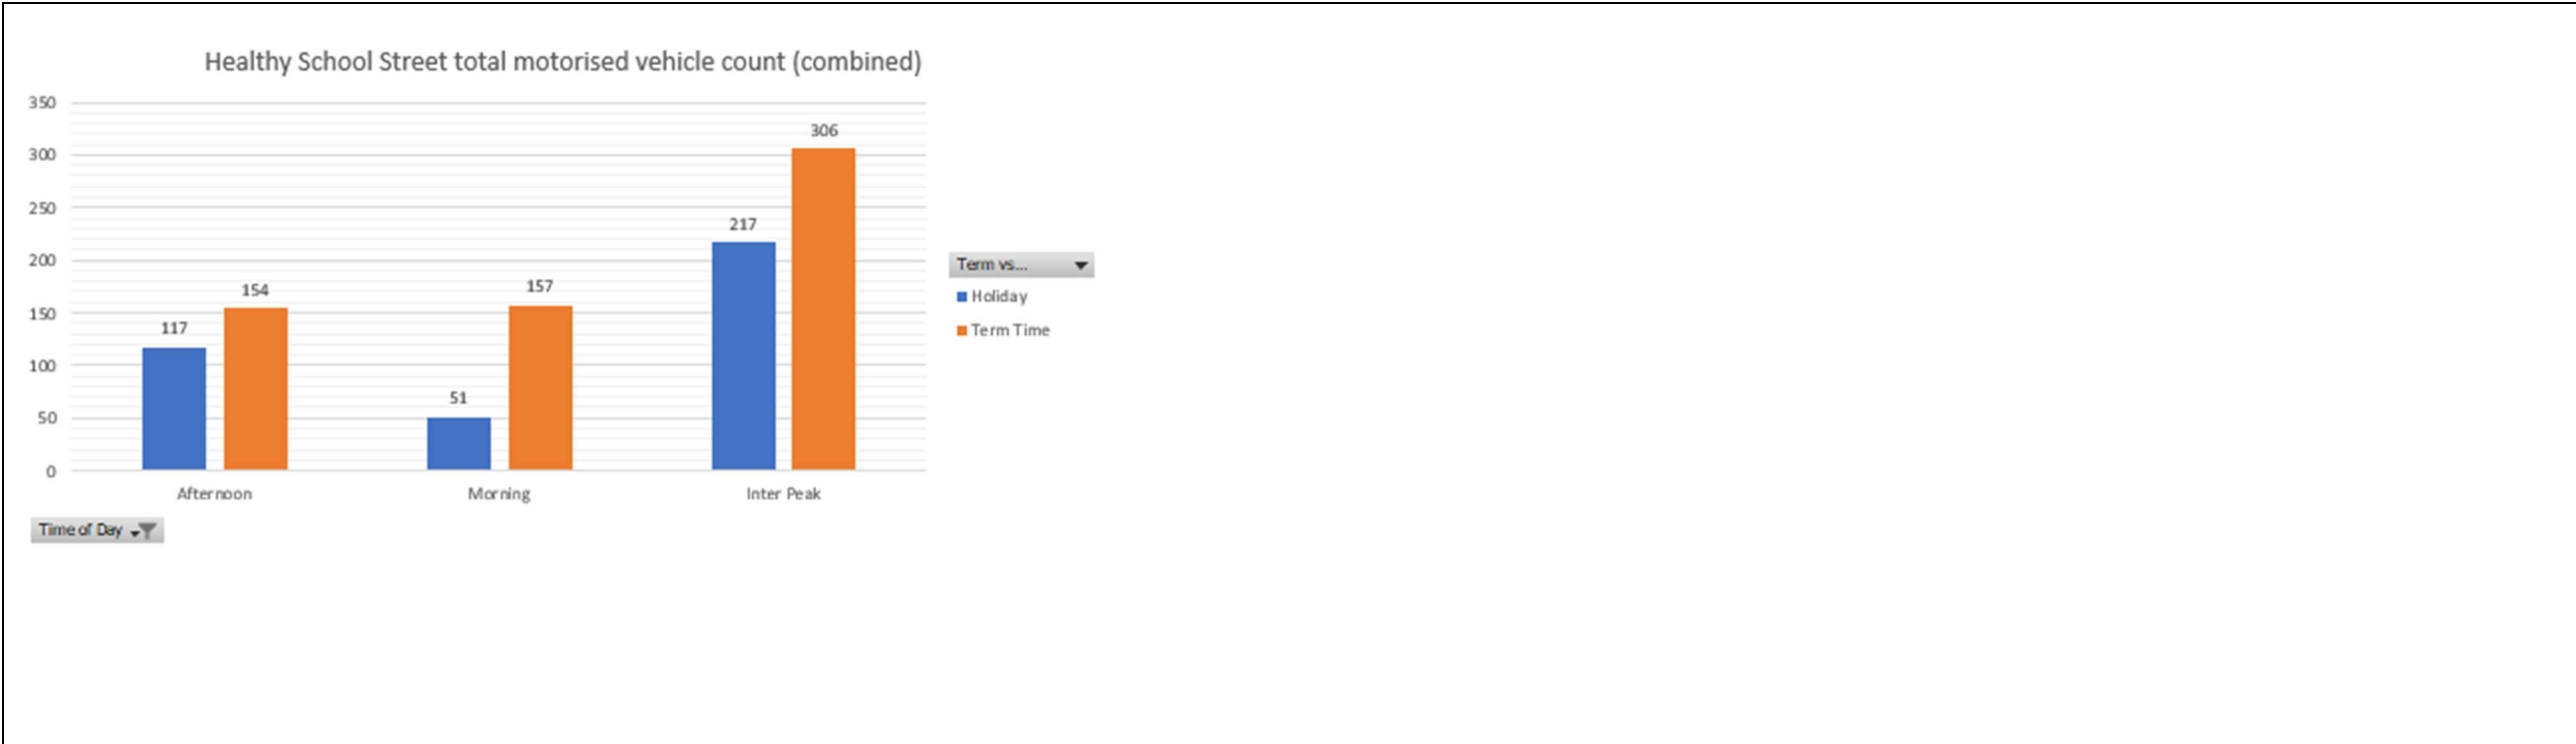 Healthy School Street total motorised vehicle count (combined)
350
300
250
200
150
100
50
0
117
154
51
157
217
306
Afternoon
Morning
Inter Peak
Term vs...
Holiday
Term Time
Time of Day